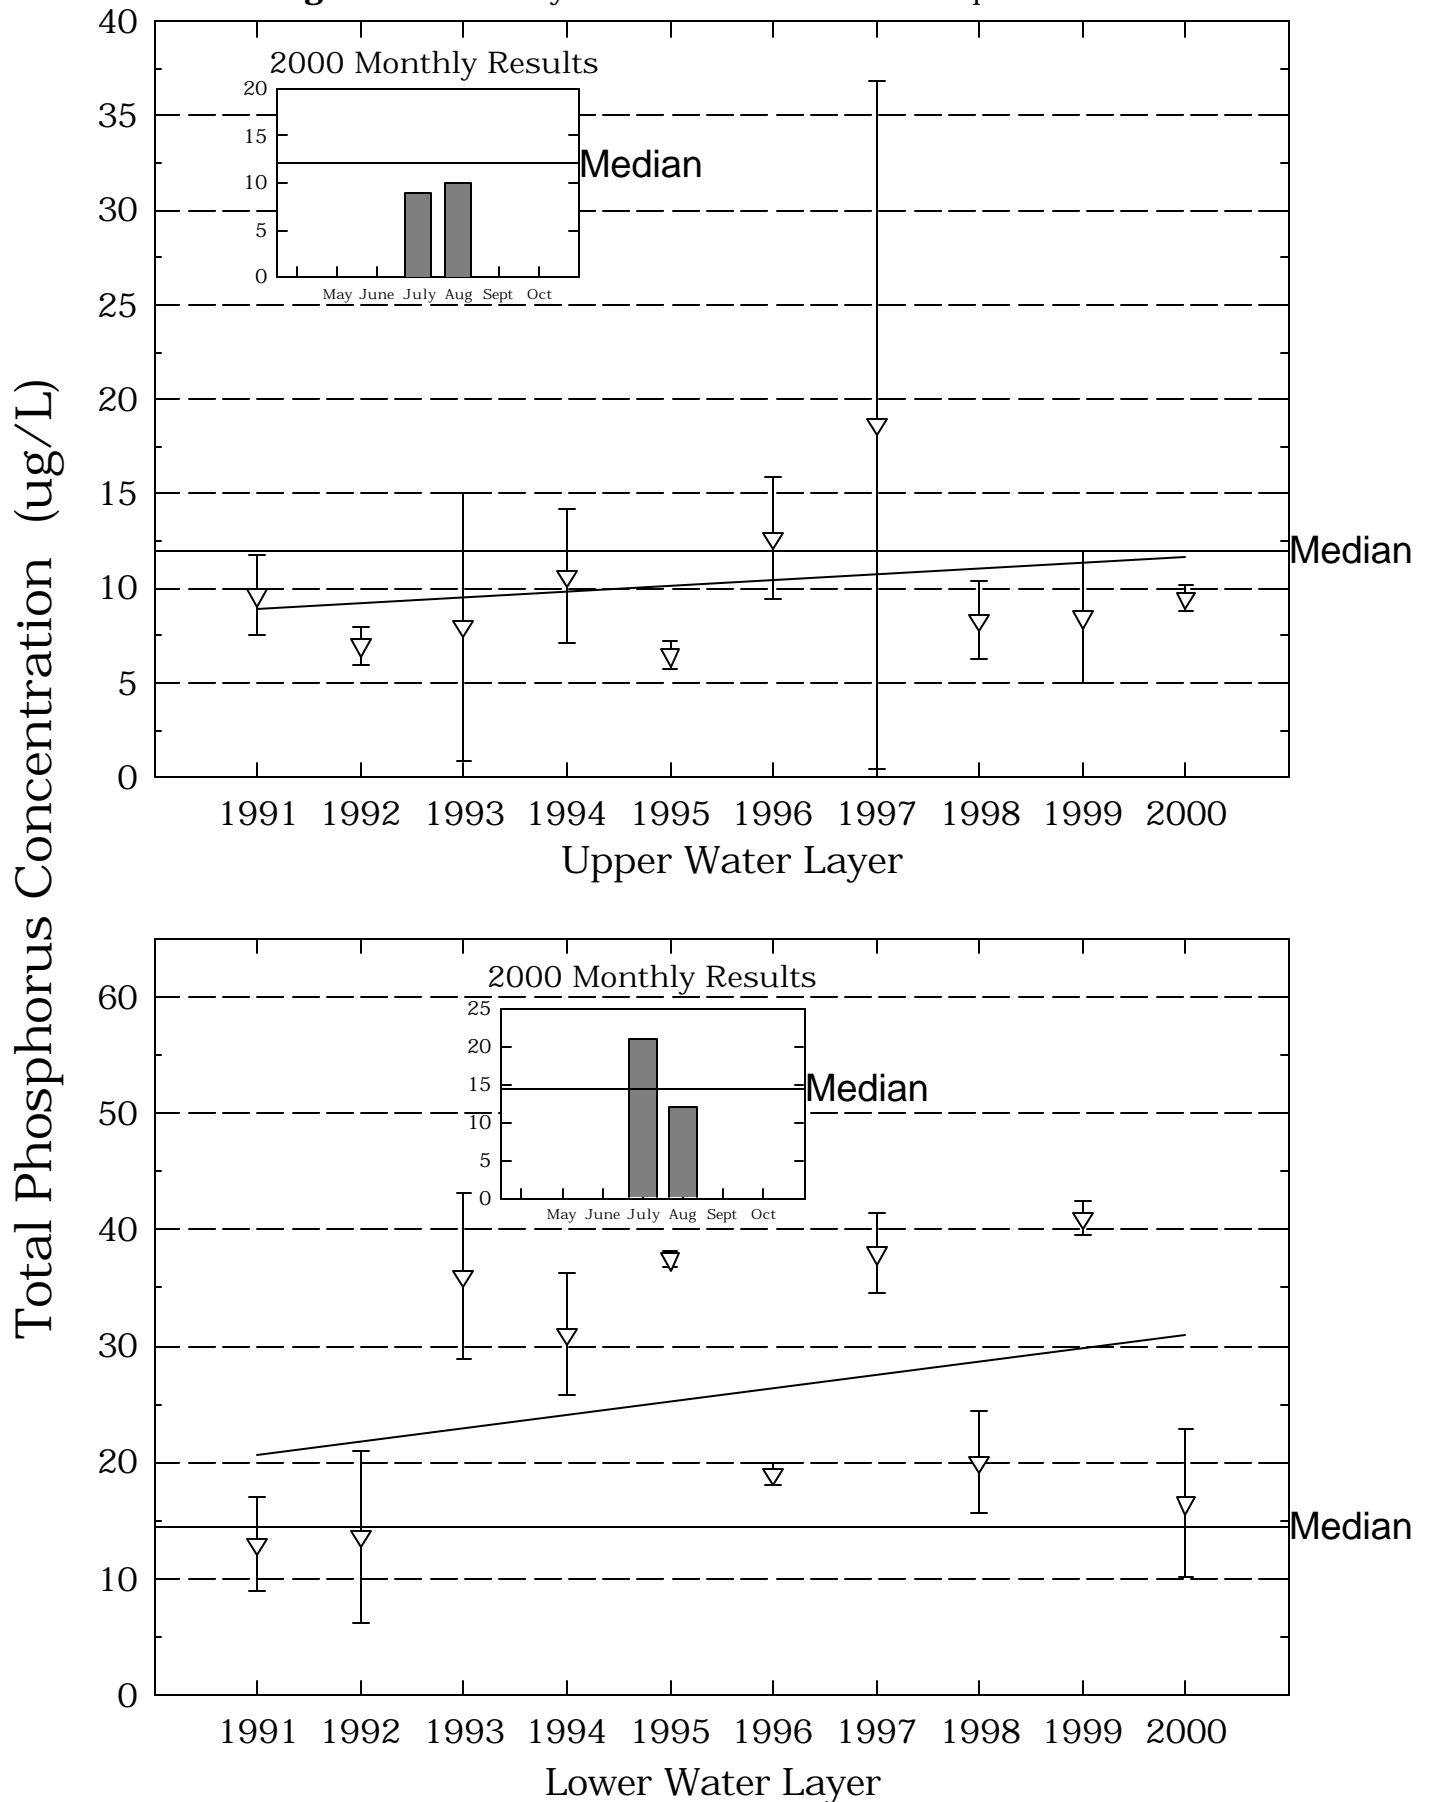 40
2000 Monthly Results
20
35
15
Median
10
30
5
0
May June July Aug Sept Oct
25
20
15
Median
10
5
0
1991 1992 1993 1994 1995 1996 1997 1998 1999 2000
Upper Water Layer
Total Phosphorus Concentration (ug/L)
2000 Monthly Results
60
25
20
15
Median
50
10
5
0
May June July Aug Sept Oct
40
30
20
Median
10
0
1991 1992 1993 1994 1995 1996 1997 1998 1999 2000
Lower Water Layer